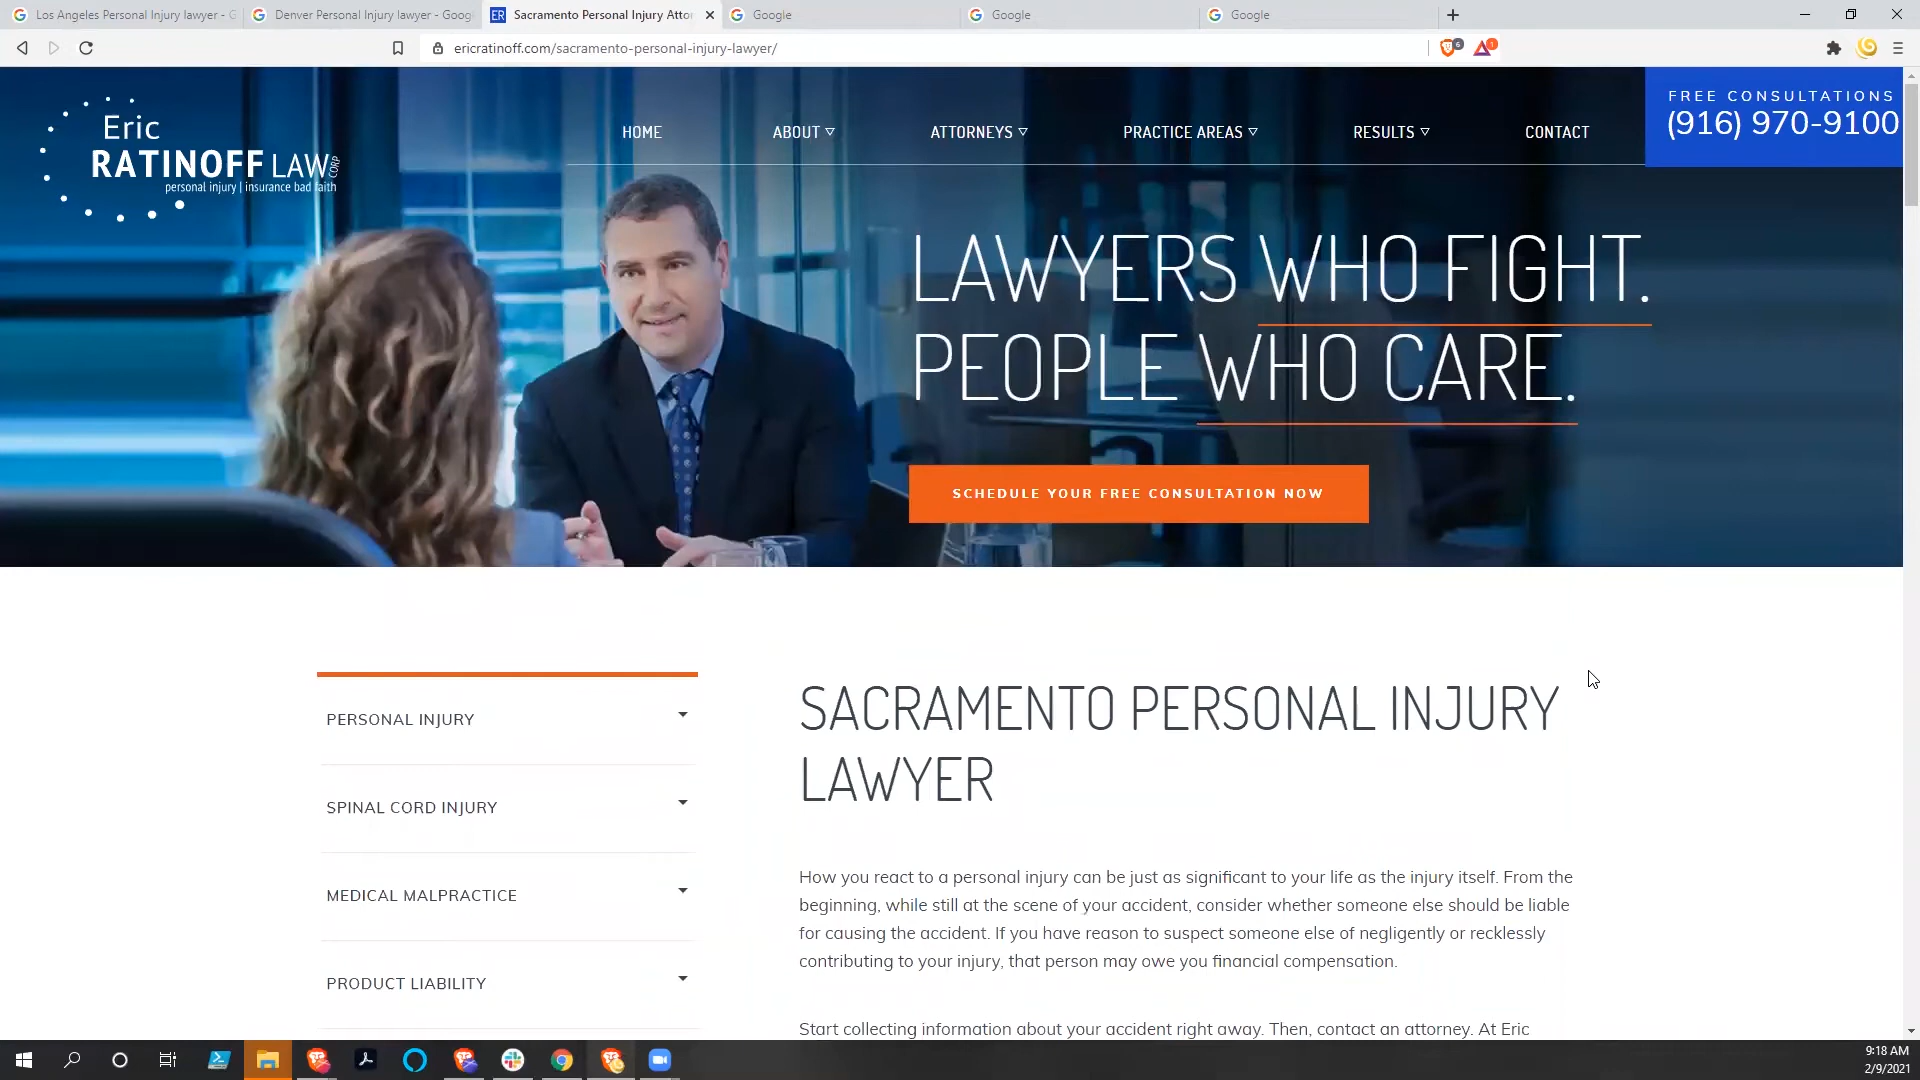 Los Angeles Personal Injury lawyer - G
Denver Personal Injury lawyer - Goog
ER Sacramento Personal Injury Attor
Google
Google
Google
ericratinoff.com/sacramento-personal-injury-lawyer/
6
1
Eric
RATINOFF LAW CORP
personal injury | insurance bad faith
HOME
ABOUT
ATTORNEYS
PRACTICE AREAS
RESULTS
CONTACT
FREE CONSULTATIONS
(916) 970-9100
LAWYERS WHO FIGHT.
PEOPLE WHO CARE.
SCHEDULE YOUR FREE CONSULTATION NOW
PERSONAL INJURY
SPINAL CORD INJURY
MEDICAL MALPRACTICE
PRODUCT LIABILITY
SACRAMENTO PERSONAL INJURY
LAWYER
How you react to a personal injury can be just as significant to your life as the injury itself. From the
beginning, while still at the scene of your accident, consider whether someone else should be liable
for causing the accident. If you have reason to suspect someone else of negligently or recklessly
contributing to your injury, that person may owe you financial compensation.
Start collecting information about your accident right away. Then, contact an attorney. At Eric
9:18 AM
2/9/2021